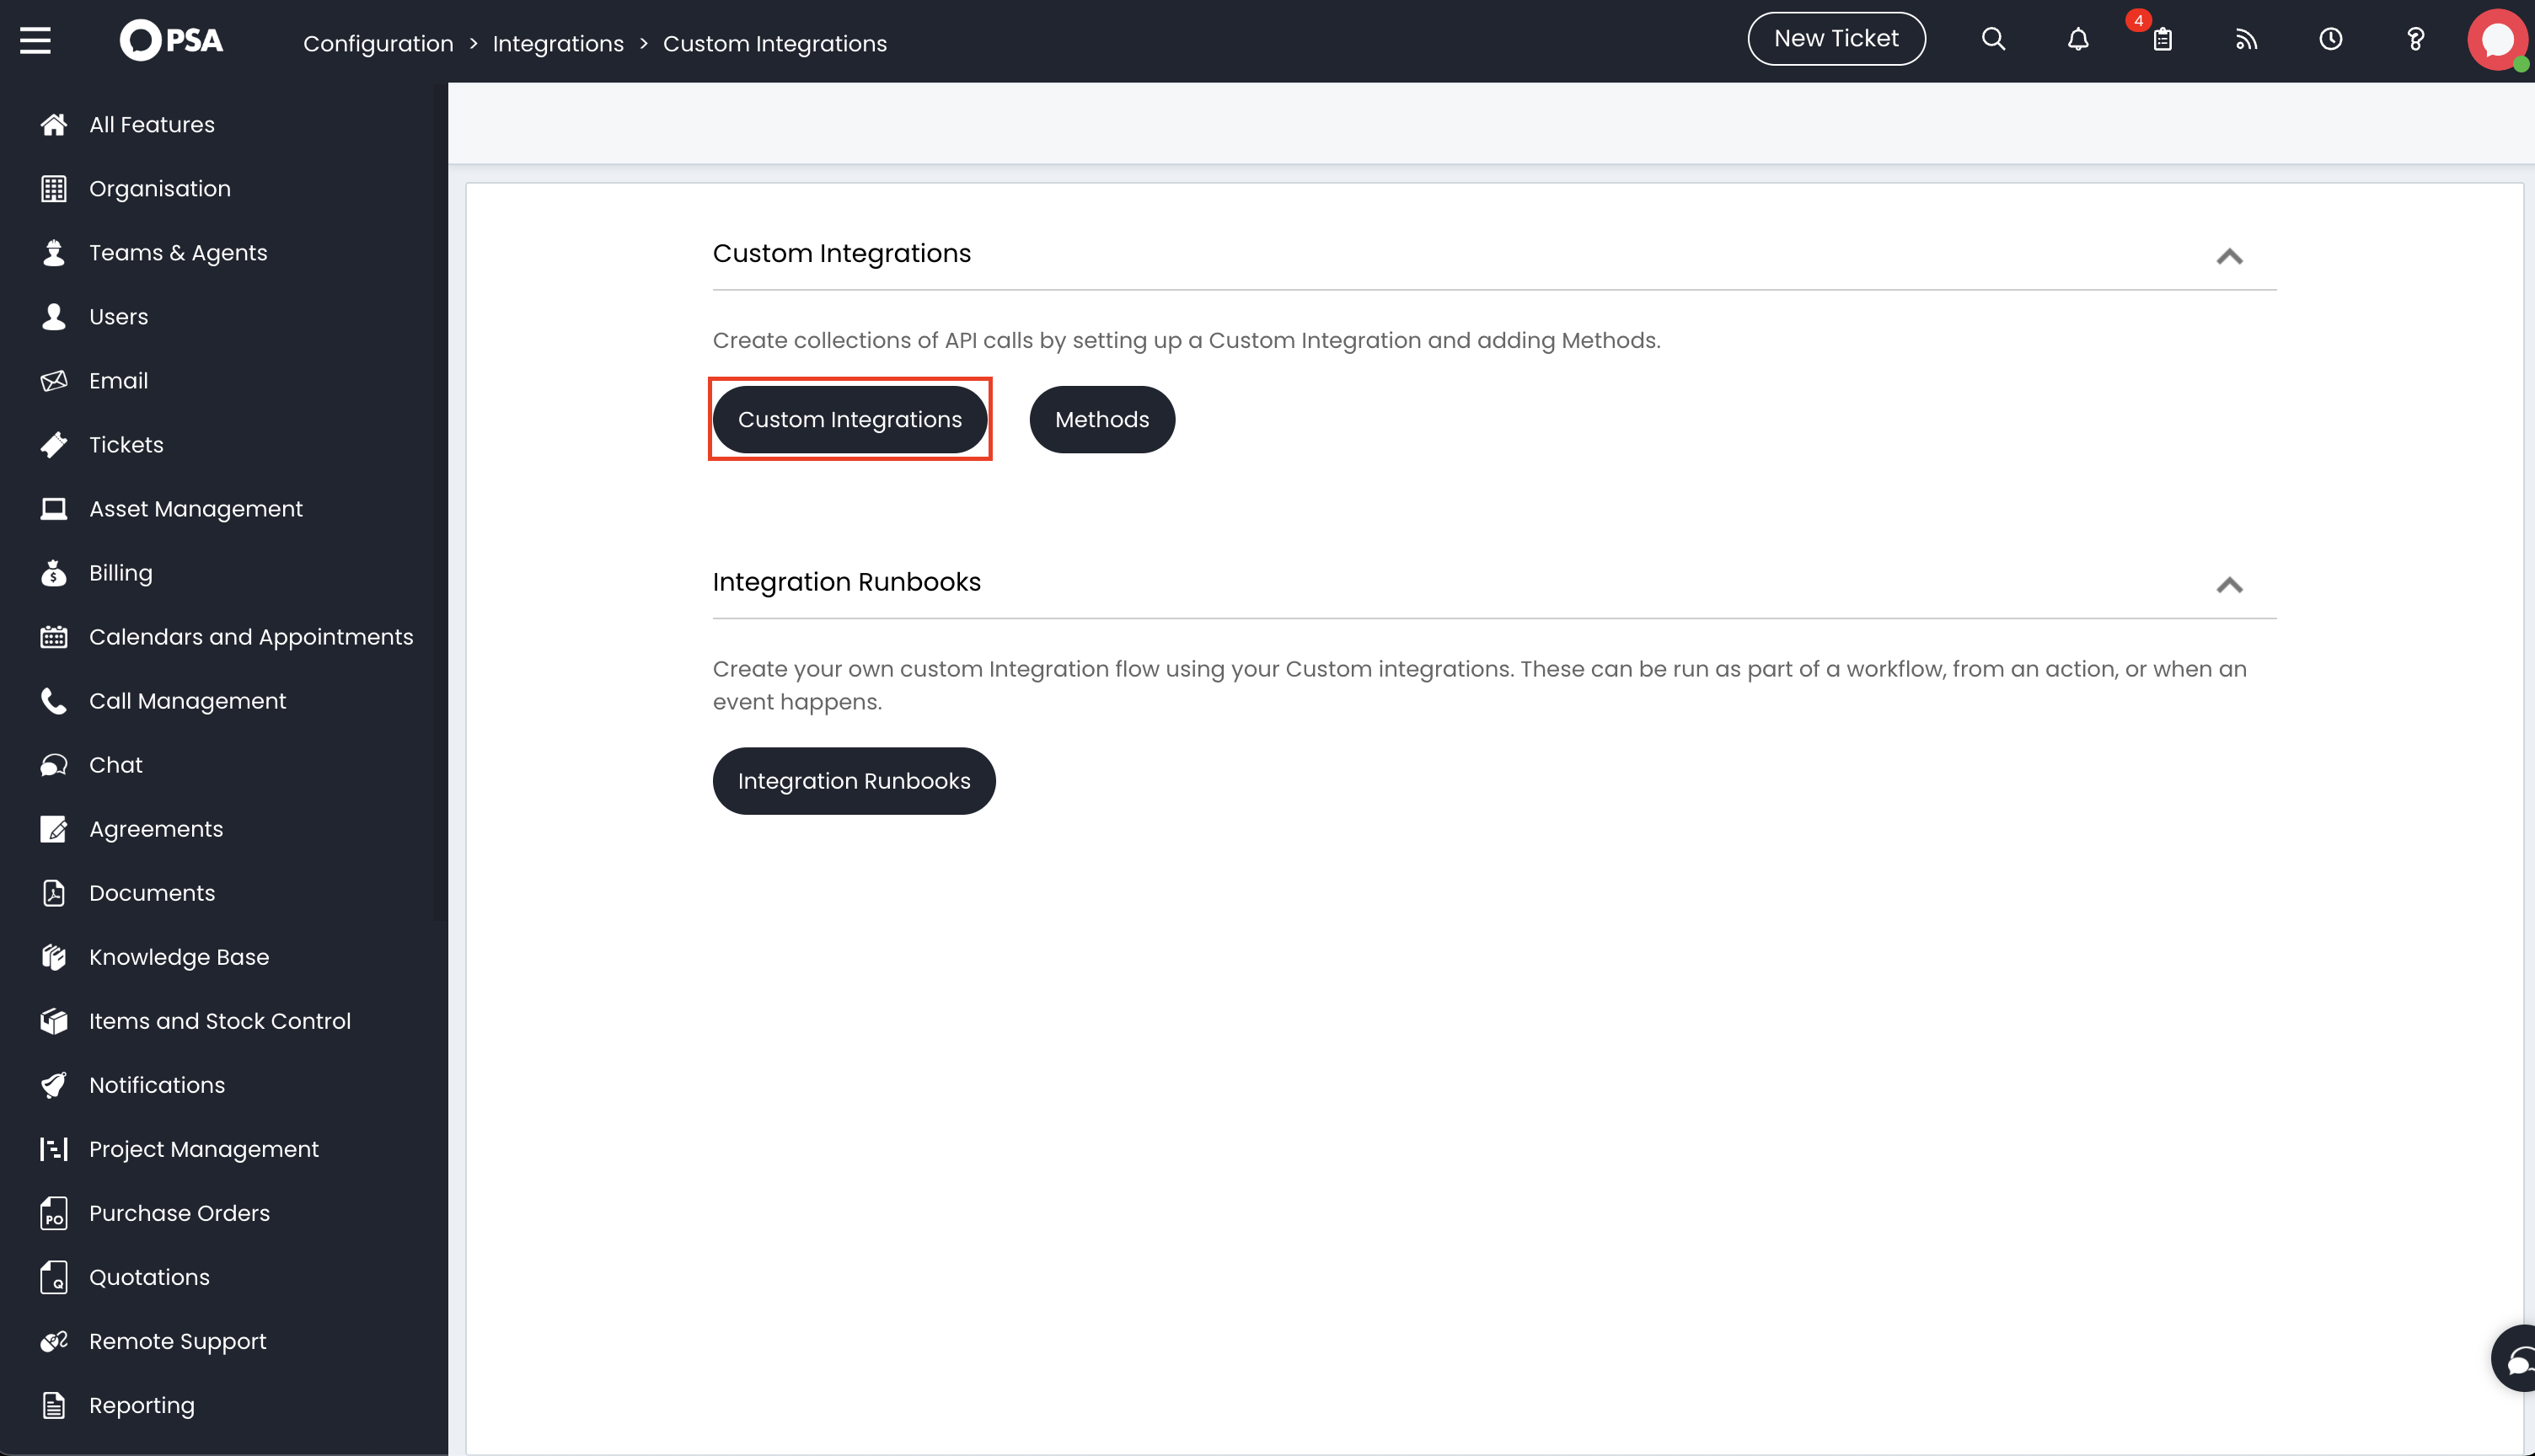 PSA
Configuration > Integrations > Custom Integrations
New Ticket
4
All Features
Organisation
Teams & Agents
Users
Email
Tickets
Asset Management
Billing
Calendars and Appointments
Call Management
Chat
Agreements
Documents
Knowledge Base
Items and Stock Control
Notifications
Project Management
PO
Purchase Orders
Q
Quotations
Remote Support
Reporting
Custom Integrations
Create collections of API calls by setting up a Custom Integration and adding Methods.
Custom Integrations
Methods
Integration Runbooks
Create your own custom Integration flow using your Custom integrations. These can be run as part of a workflow, from an action, or when an
event happens.
Integration Runbooks